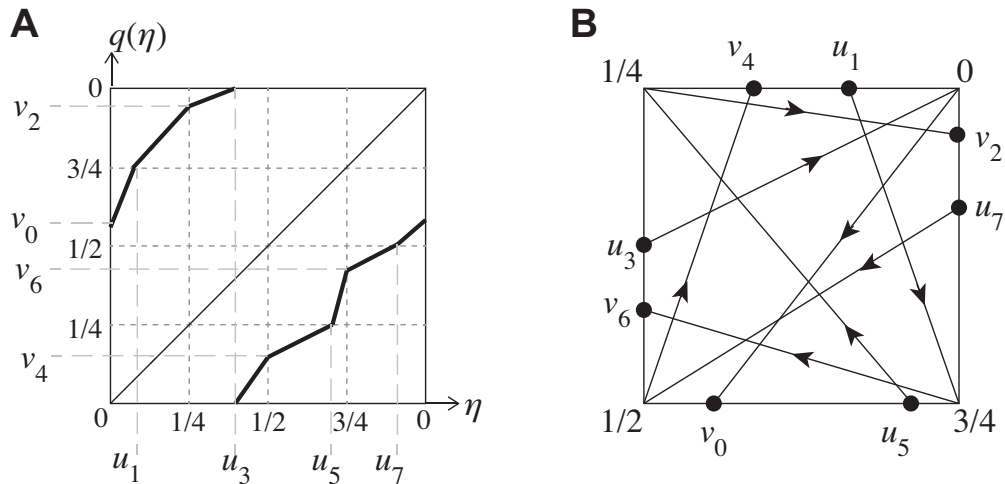 A
q(η)
0
v₂
3/4
v₀
1/2
v₆
1/4
v₄
0
1/4
1/2
3/4
0
η
u₁
u₃
u₅
u₇
B
v₄
u₁
1/4
0
v₂
u₇
u₃
v₆
1/2
3/4
v₀
u₅